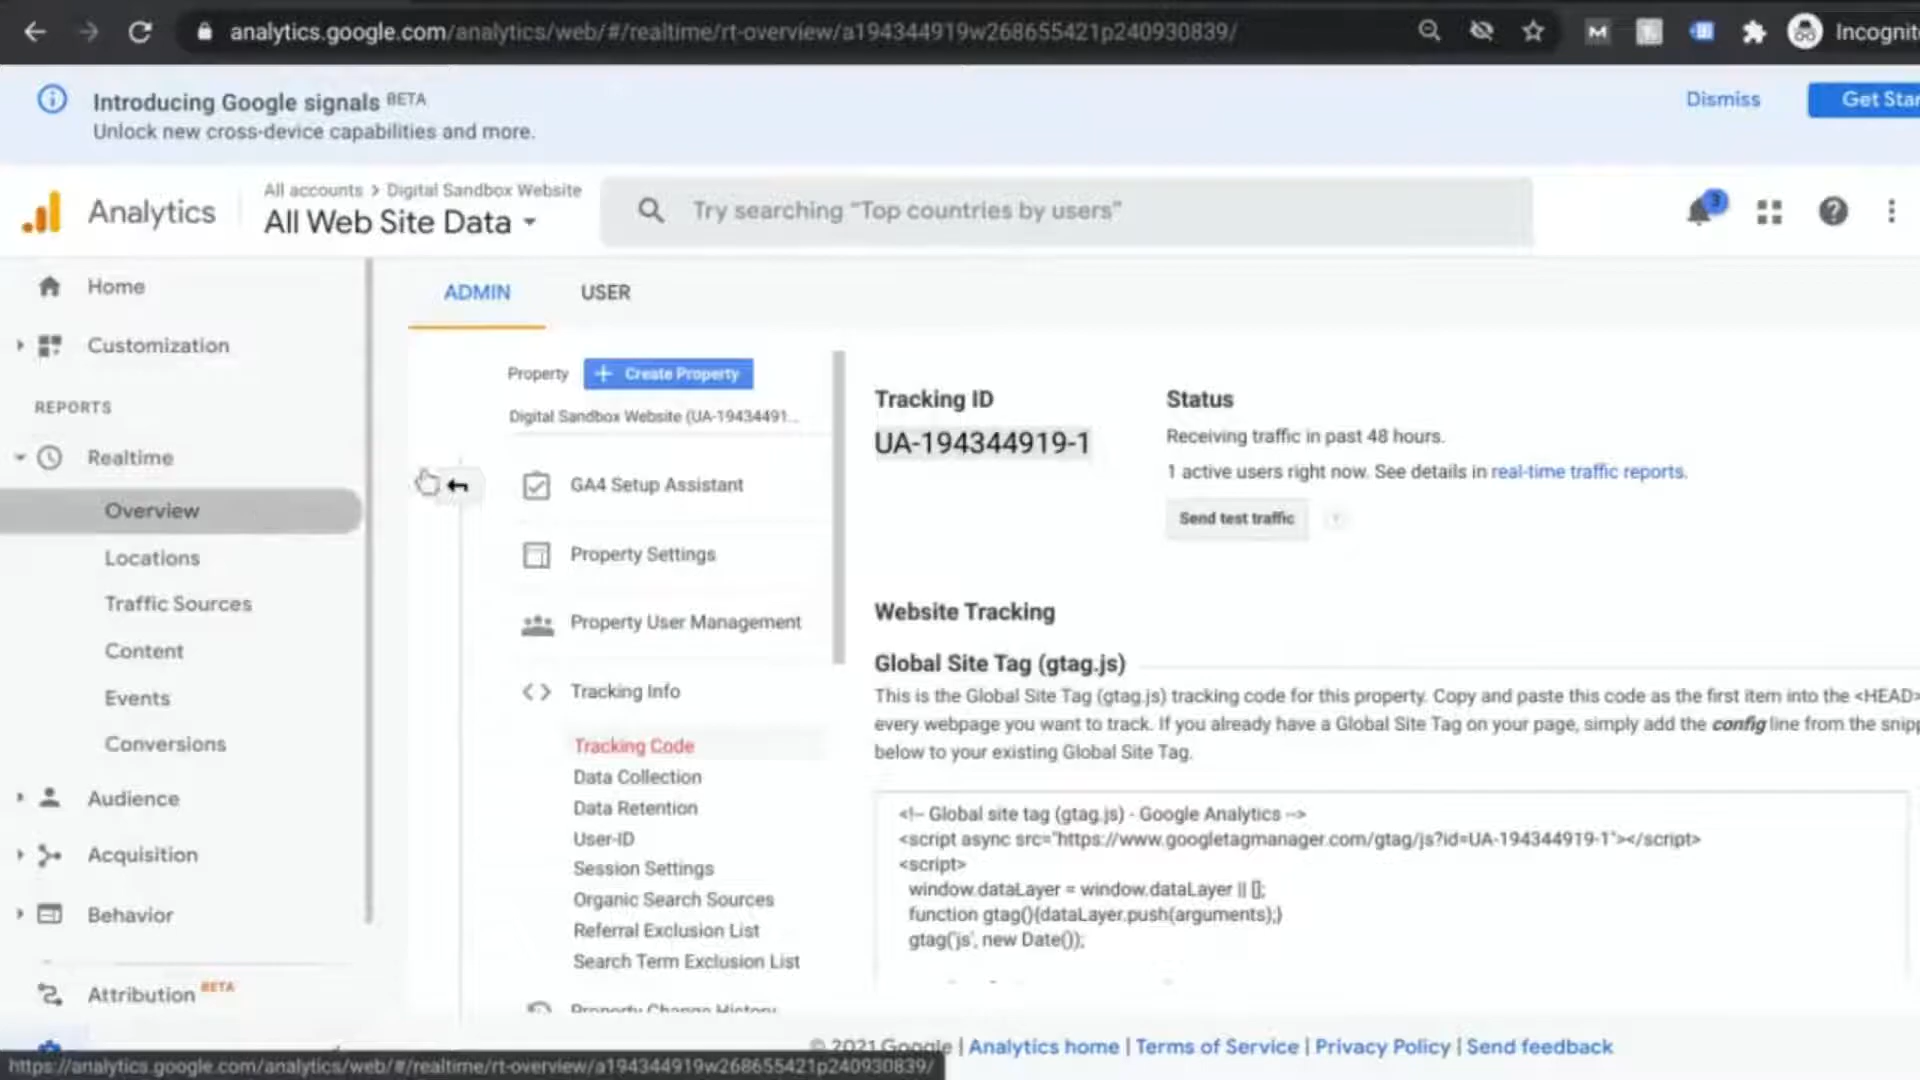 analytics.google.com/analytics/web/#/realtime/rt-overview/a194344919w268655421p240930839/
Incognit
Introducing Google signals BETA
Unlock new cross-device capabilities and more.
Dismiss
Get Star
Analytics
All accounts > Digital Sandbox Website
All Web Site Data
Try searching “Top countries by users”
3
Home
Customization
REPORTS
Realtime
Overview
Locations
Traffic Sources
Content
Events
Conversions
Audience
Acquisition
Behavior
Attribution BETA
ADMIN
USER
Property
+ Create Property
Digital Sandbox Website (UA-19434491...
GA4 Setup Assistant
Property Settings
Property User Management
Tracking Info
Tracking Code
Data Collection
Data Retention
User-ID
Session Settings
Organic Search Sources
Referral Exclusion List
Search Term Exclusion List
Property Change History
Tracking ID
UA-194344919-1
Status
Receiving traffic in past 48 hours.
1 active users right now. See details in real-time traffic reports.
Send test traffic
Website Tracking
Global Site Tag (gtag.js)
This is the Global Site Tag (gtag.js) tracking code for this property. Copy and paste this code as the first item into the <HEAD>
every webpage you want to track. If you already have a Global Site Tag on your page, simply add the config line from the snipp
below to your existing Global Site Tag.
<!-- Global site tag (gtag.js) - Google Analytics -->
<script async src="https://www.googletagmanager.com/gtag/js?id=UA-194344919-1"></script>
<script>
window.dataLayer = window.dataLayer || [];
function gtag(){dataLayer.push(arguments);}
gtag('js', new Date());
© 2021 Google | Analytics home | Terms of Service | Privacy Policy | Send feedback
https://analytics.google.com/analytics/web/#/realtime/rt-overview/a194344919w268655421p240930839/